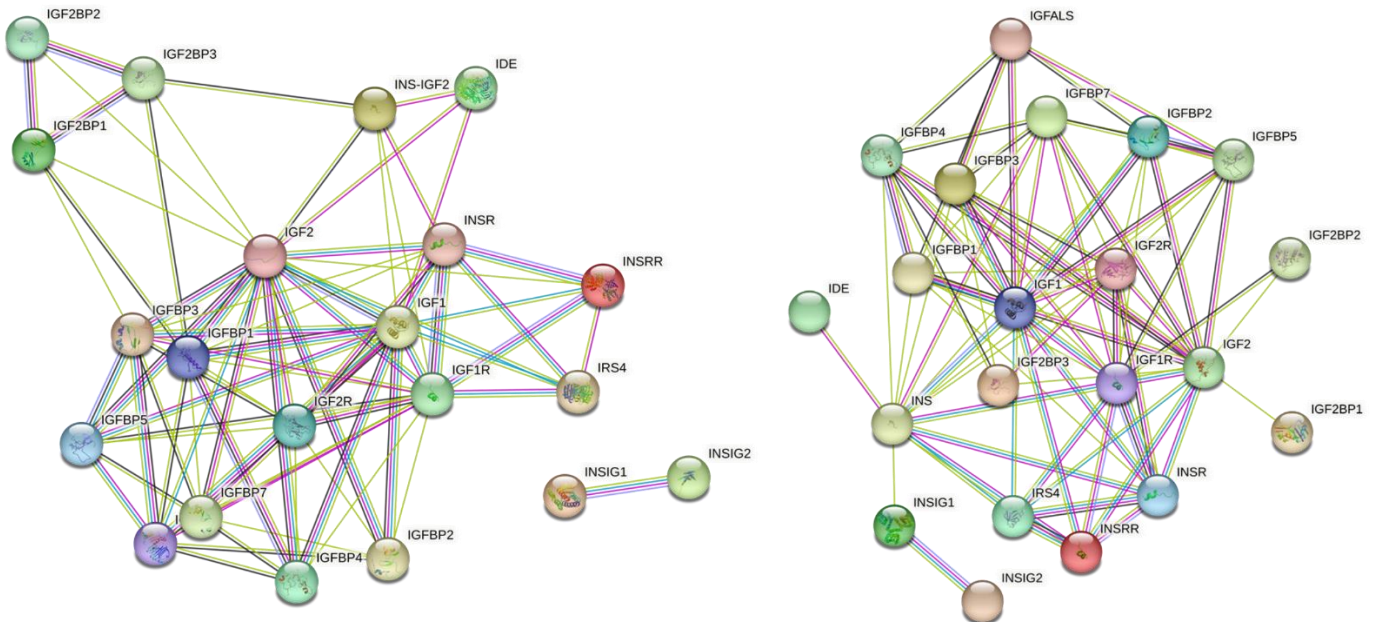 IGF2BP2
IGF2BP3
IGF2BP1
INS-IGF2
IDE
IGF2
INSR
INSRR
IGFBP3
IGFBP1
IGF1
IGF1R
IRS4
IGFBP5
IGF2R
INSIG1
INSIG2
IGFBP7
IGFBP4
IGFBP2
IGFALS
IGFBP7
IGFBP2
IGFBP4
IGFBP5
IGFBP3
IGFBP1
IGF2R
IGF2BP2
IDE
IGF1
IGF2BP3
IGF1R
IGF2
INS
IGF2BP1
INSR
INSIG1
IRS4
INSRR
INSIG2